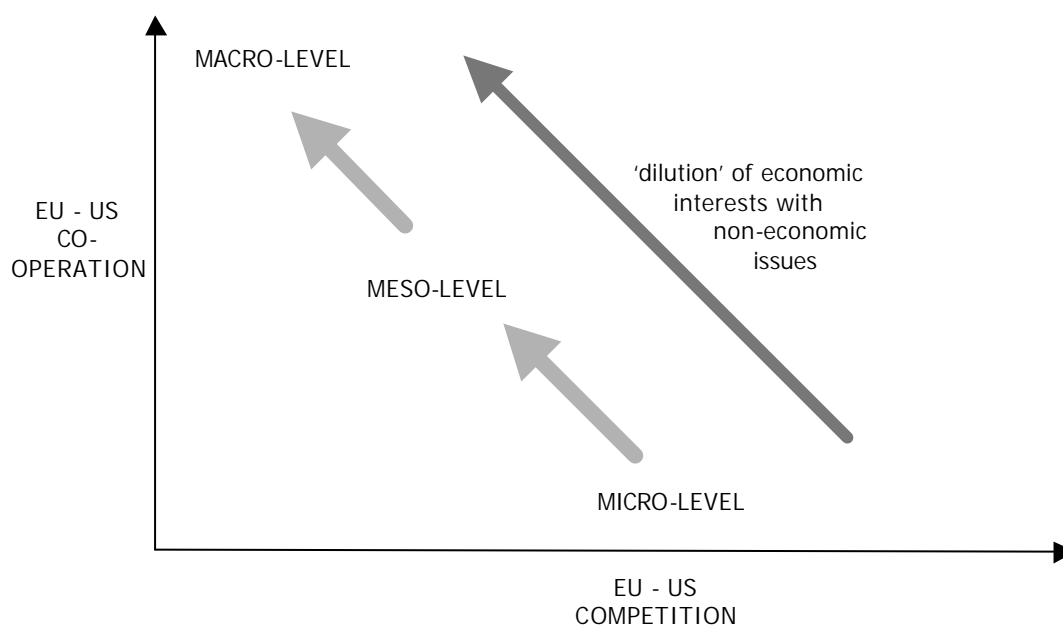 MACRO-LEVEL
'dilution' of economic
interests with
non-economic
issues
EU - US
CO-
OPERATION
MESO-LEVEL
MICRO-LEVEL
EU - US
COMPETITION